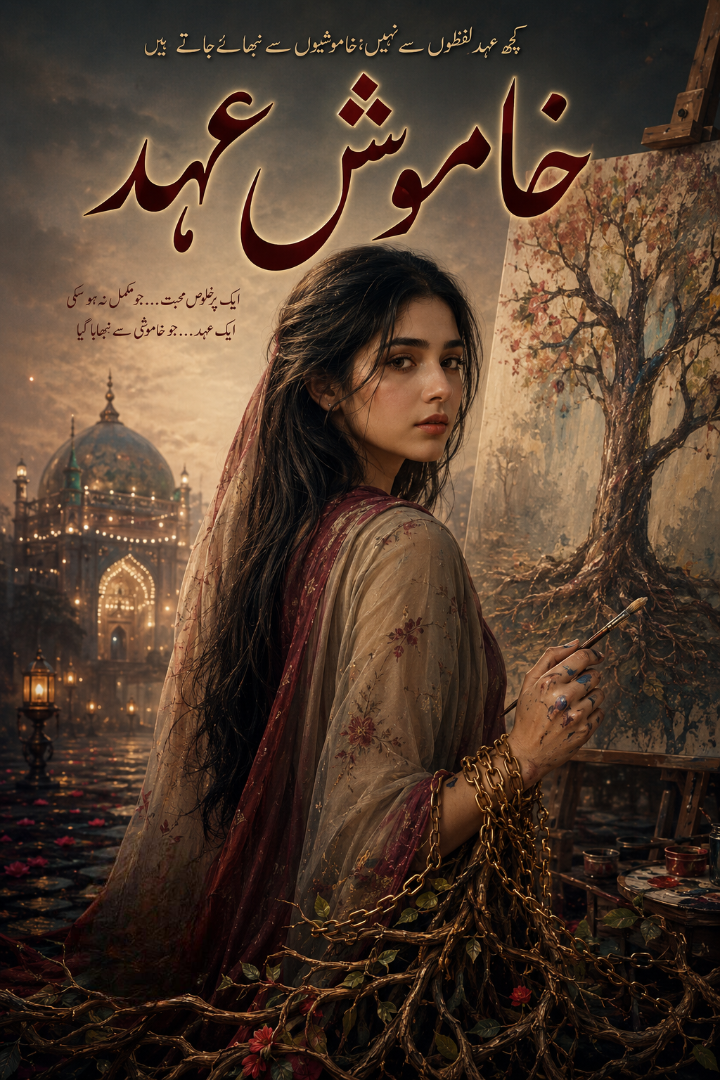 کچھ عہد لفظوں سے نہیں؛ خاموشیوں سے نبھائے جاتے ہیں
خاموش عہد
ایک پرخلوص محبت... جو مکمل نہ ہو سکی
ایک عہد... جو خاموشی سے نبھایا گیا